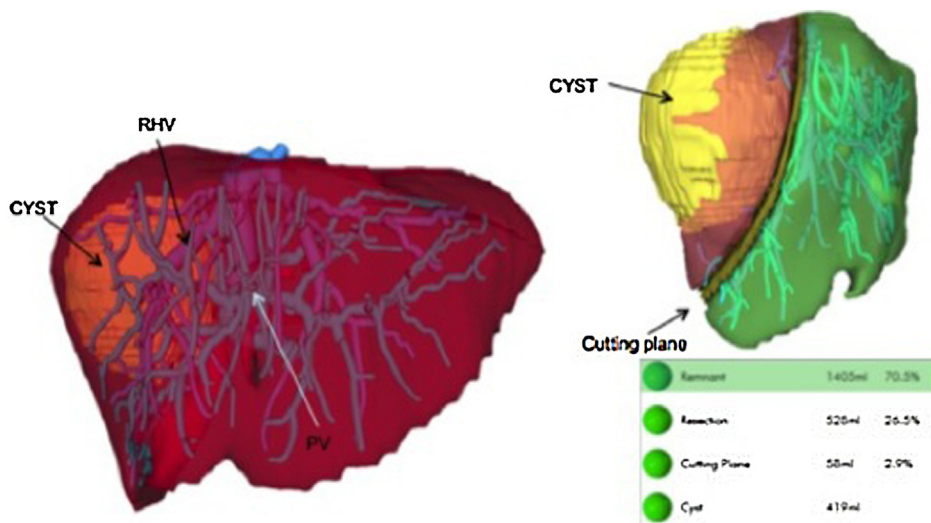 CYST
RHV
CYST
PV
Cutting plane
Remnant 1405ml 70.5%
Resection 528ml 26.5%
Cutting Plane 58ml 2.9%
Cyst 419ml